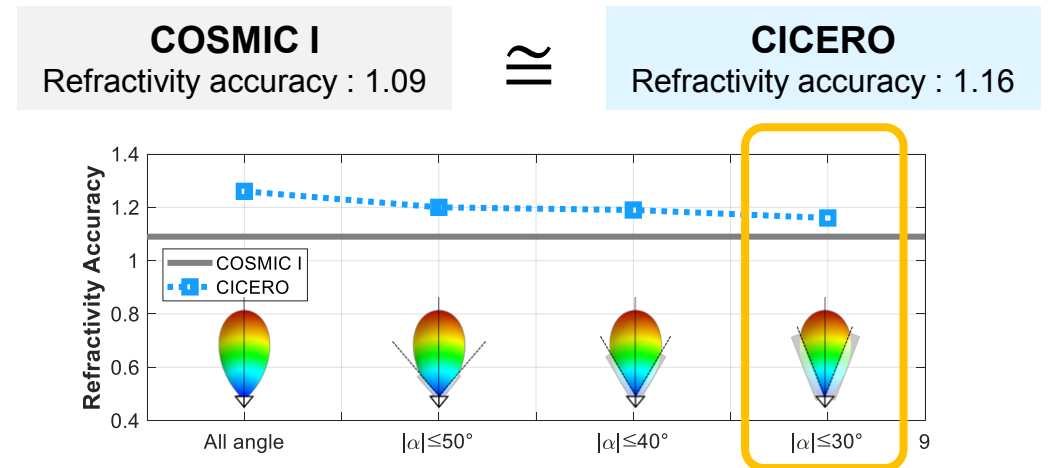 COSMIC I
Refractivity accuracy : 1.09
≅
CICERO
Refractivity accuracy : 1.16
Refractivity Accuracy
1.4
1.2
1
0.8
0.6
0.4
COSMIC I
CICERO
All angle
|α|≤50°
|α|≤40°
|α|≤30°
9